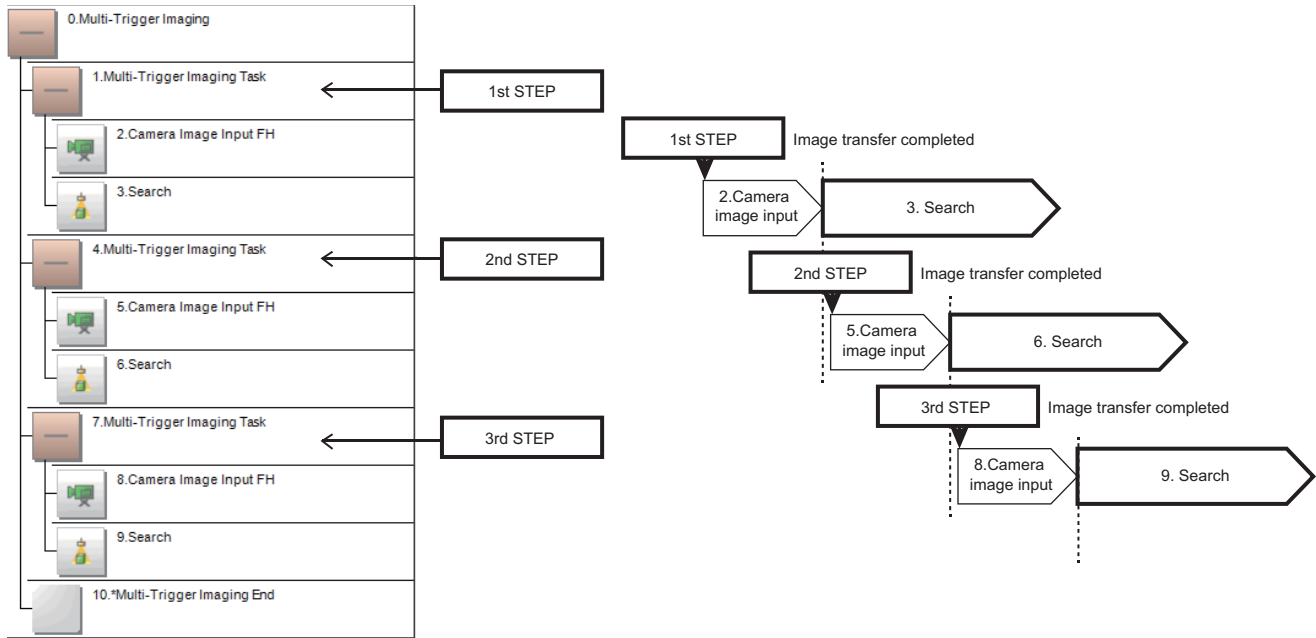 0.Multi-Trigger Imaging
1.Multi-Trigger Imaging Task
2.Camera Image Input FH
3.Search
4.Multi-Trigger Imaging Task
5.Camera Image Input FH
6.Search
7.Multi-Trigger Imaging Task
8.Camera Image Input FH
9.Search
10.*Multi-Trigger Imaging End
1st STEP
2nd STEP
3rd STEP
1st STEP
Image transfer completed
2.Camera
image input
3. Search
2nd STEP
Image transfer completed
5.Camera
image input
6. Search
3rd STEP
Image transfer completed
8.Camera
image input
9. Search